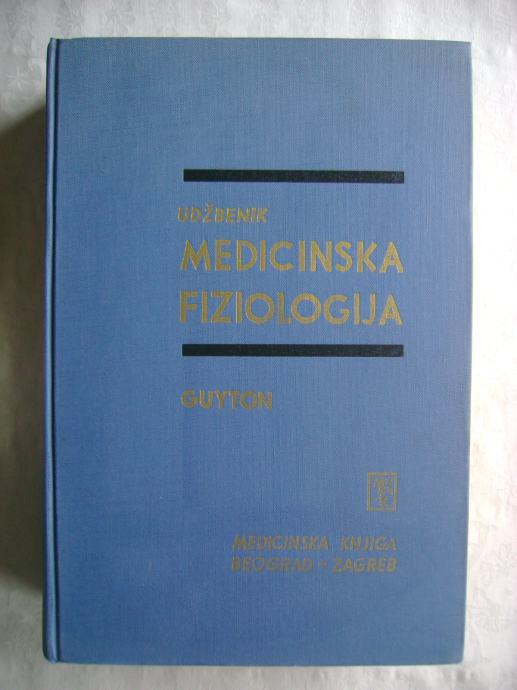 UDŽBENIK
MEDICINSKA
FIZIOLOGIJA
GUYTON
MEDICINSKA KNJIGA
BEOGRAD - ZAGREB